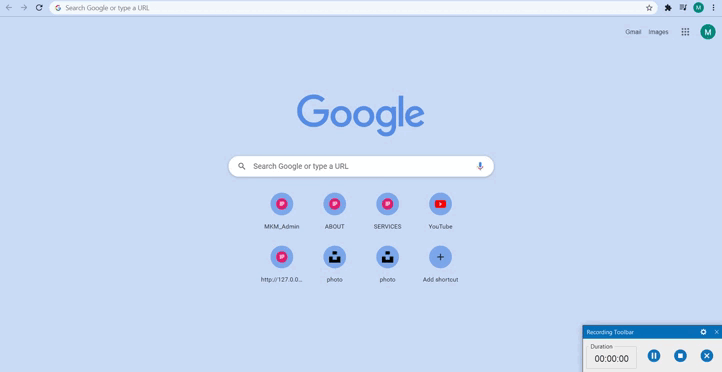 Search Google or type a URL
M
Gmail Images M
Google
Search Google or type a URL
MKM_Admin ABOUT SERVICES YouTube
http://127.0.0... photo photo Add shortcut
Recording Toolbar X
Duration
00:00:00